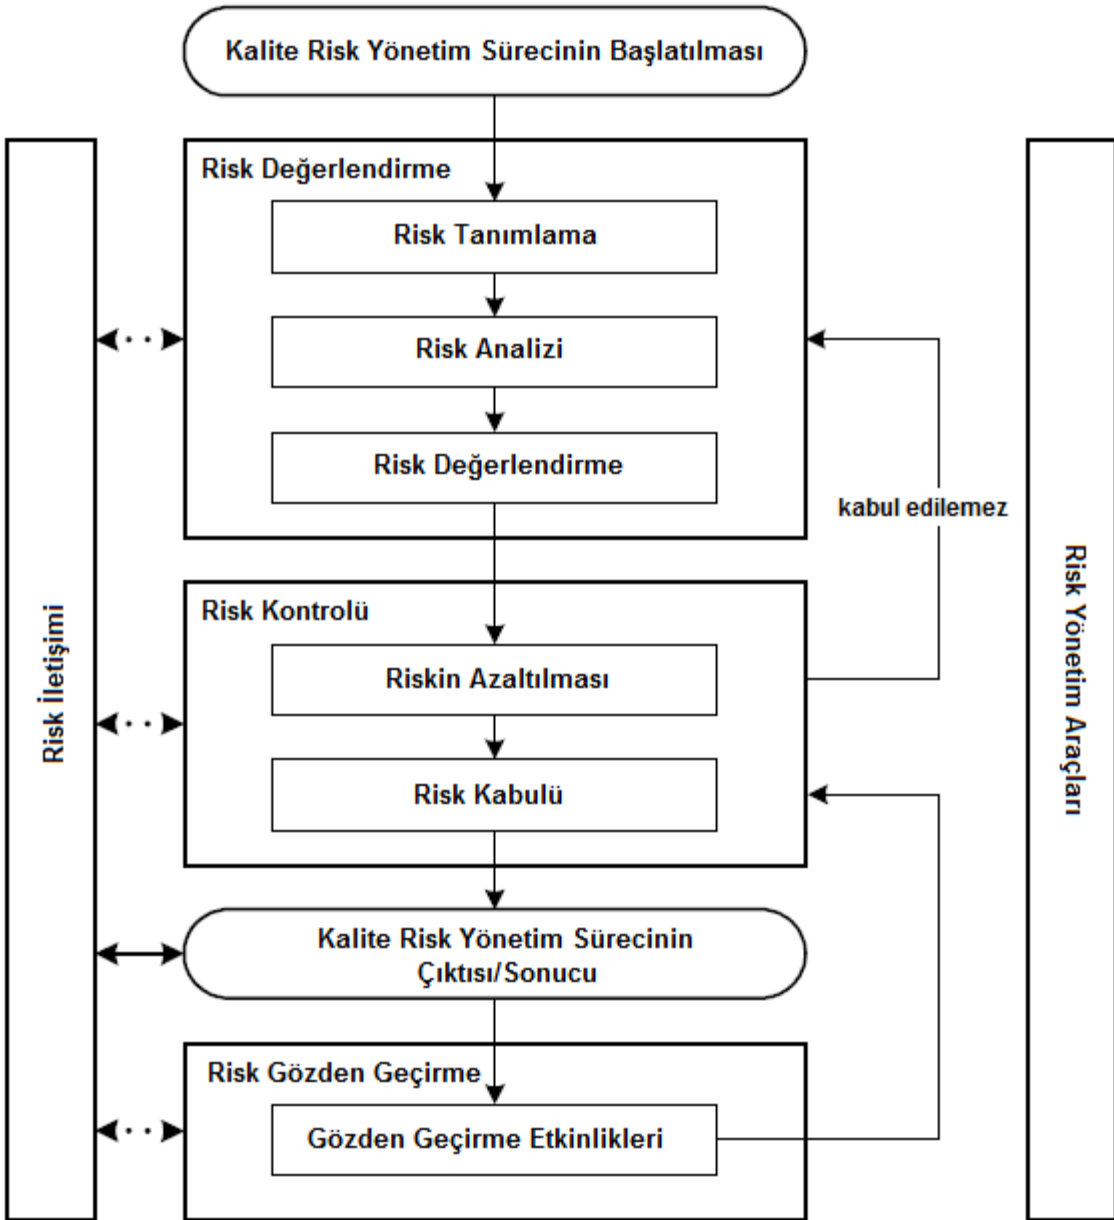 Kalite Risk Yönetim Sürecinin Başlatılması
Risk Değerlendirme
Risk Tanımlama
Risk Analizi
Risk Değerlendirme
kabul edilemez
Risk Kontrolü
Riskin Azaltılması
Risk Kabulü
Kalite Risk Yönetim Sürecinin
Çıktısı/Sonucu
Risk Gözden Geçirme
Gözden Geçirme Etkinlikleri
Risk İletişimi
Risk Yönetim Araçları